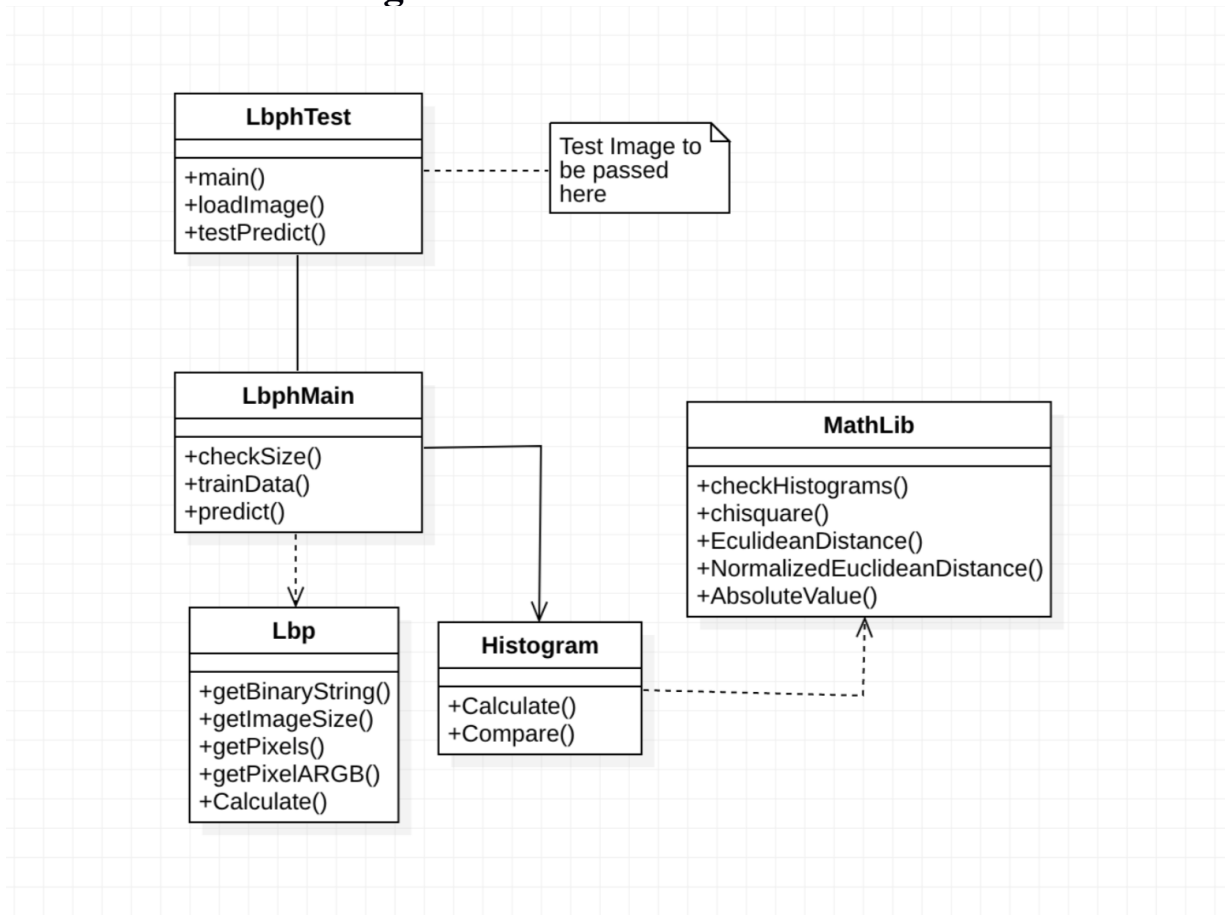 LbphTest
+main()
+loadImage()
+testPredict()
Test Image to
be passed
here
LbphMain
+checkSize()
+trainData()
+predict()
MathLib
+checkHistograms()
+chisquare()
+EculideanDistance()
+NormalizedEuclideanDistance()
+AbsoluteValue()
Lbp
+getBinaryString()
+getImageSize()
+getPixels()
+getPixelARGB()
+Calculate()
Histogram
+Calculate()
+Compare()